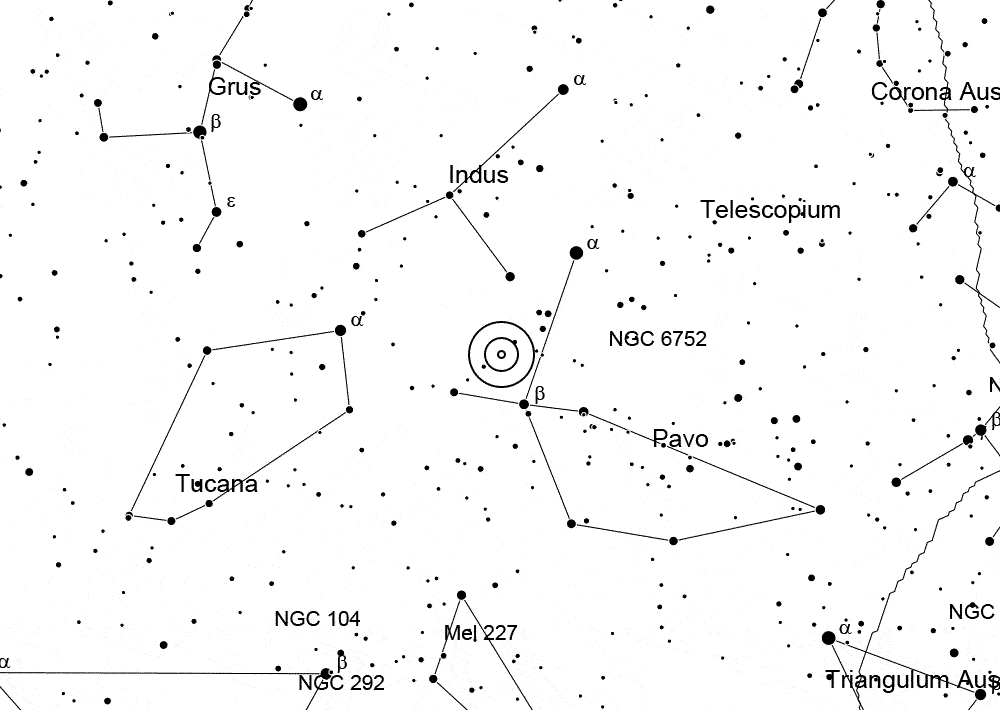 Grus
α
α
Corona Aus
β
Indus
α
ε
Telescopium
α
α
NGC 6752
N
β
β
Pavo
Tucana
NGC 104
NGC
Mel 227
α
α
β
NGC 292
Triangulum Aus
β